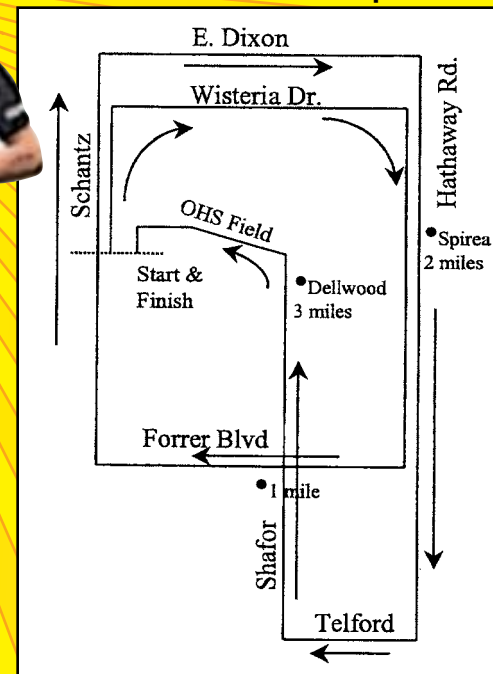 E. Dixon
Wisteria Dr.
Hathaway Rd.
Schantz
OHS Field
Spirea
2 miles
Start &
Finish
Dellwood
3 miles
Forrer Blvd
1 mile
Shafor
Telford